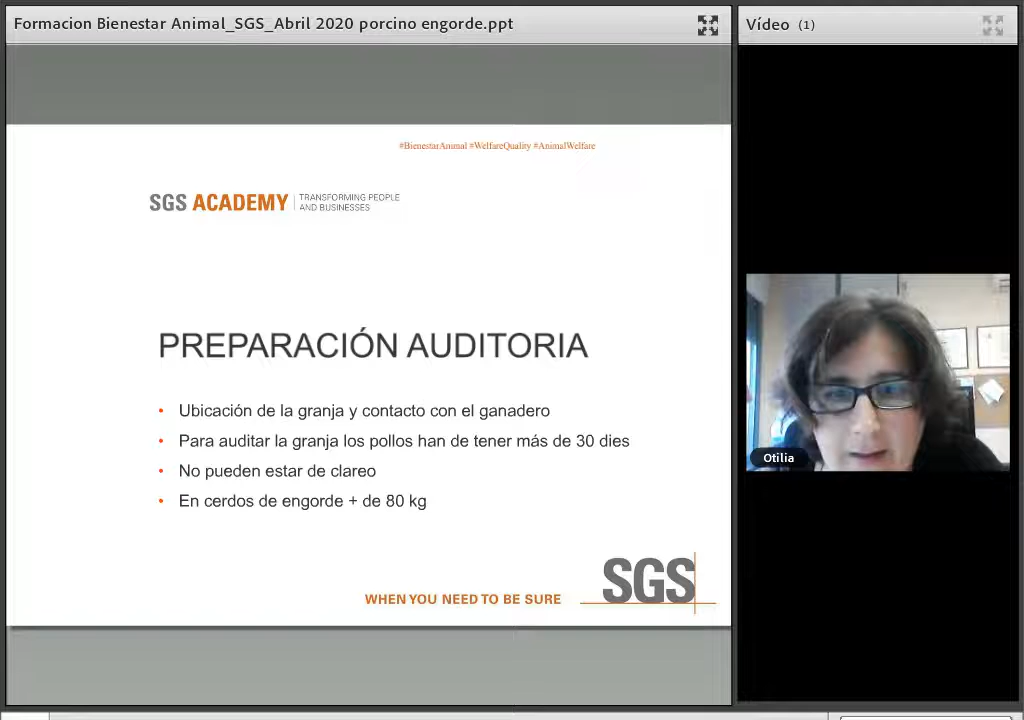 Formacion Bienestar Animal_SGS_Abril 2020 porcino engorde.ppt
Vídeo (1)
#BienestarAnimal #WelfareQuality #AnimalWelfare
SGS ACADEMY TRANSFORMING PEOPLE
AND BUSINESSES
PREPARACIÓN AUDITORIA
• Ubicación de la granja y contacto con el ganadero
• Para auditar la granja los pollos han de tener más de 30 dies
• No pueden estar de clareo
• En cerdos de engorde + de 80 kg
Otilia
WHEN YOU NEED TO BE SURE
SGS